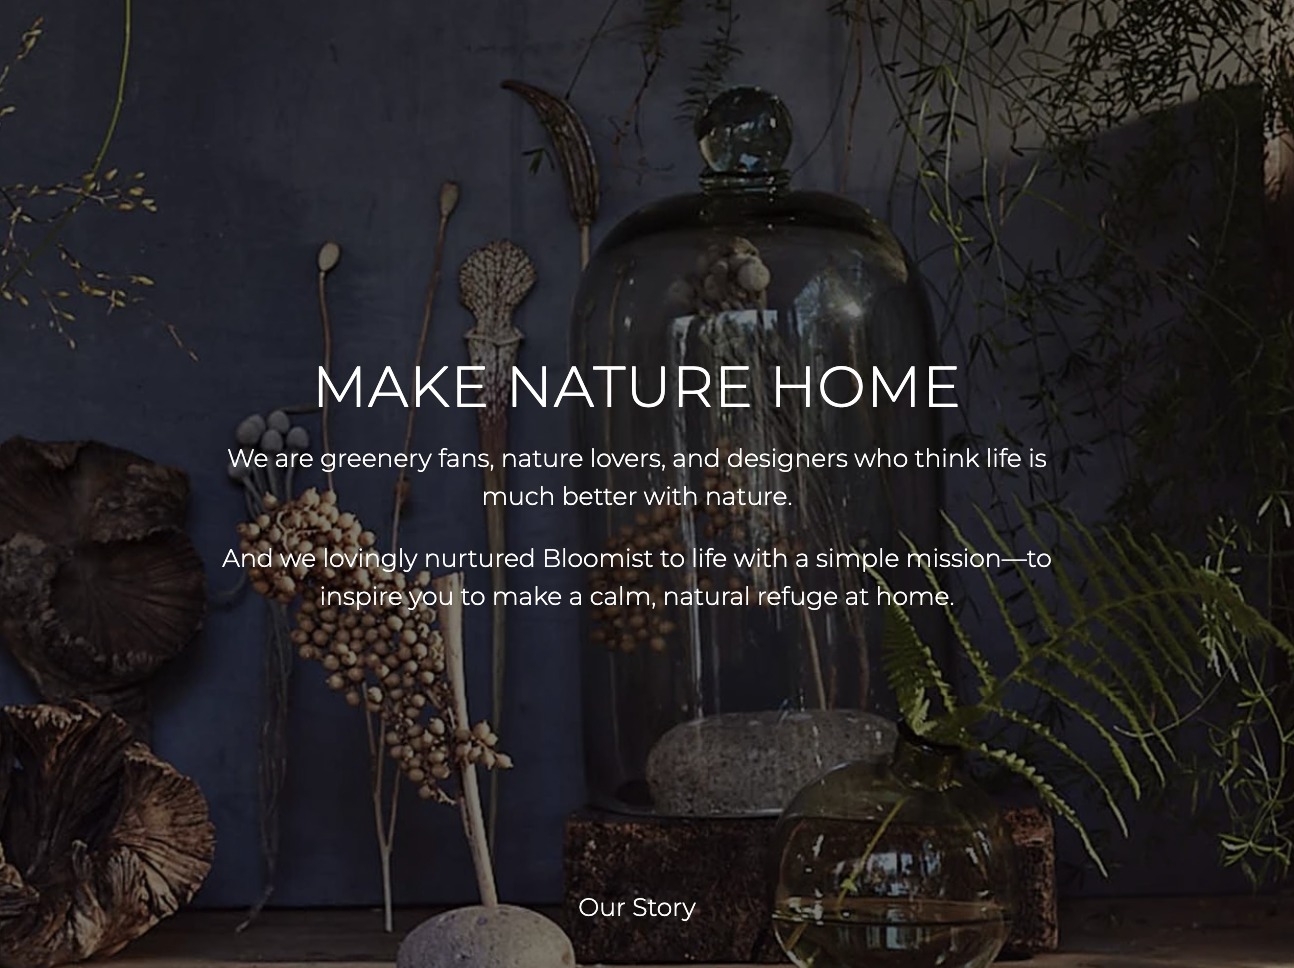 MAKE NATURE HOME
We are greenery fans, nature lovers, and designers who think life is
much better with nature.
And we lovingly nurtured Bloomist to life with a simple mission—to
inspire you to make a calm, natural refuge at home.
Our Story